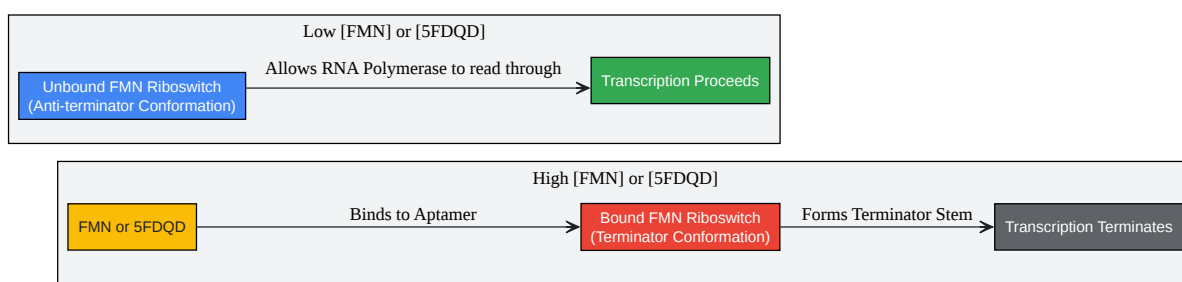 Low [FMN] or [5FDQD]
Unbound FMN Riboswitch
(Anti-terminator Conformation)
Allows RNA Polymerase to read through
Transcription Proceeds
High [FMN] or [5FDQD]
FMN or 5FDQD
Binds to Aptamer
Bound FMN Riboswitch
(Terminator Conformation)
Forms Terminator Stem
Transcription Terminates